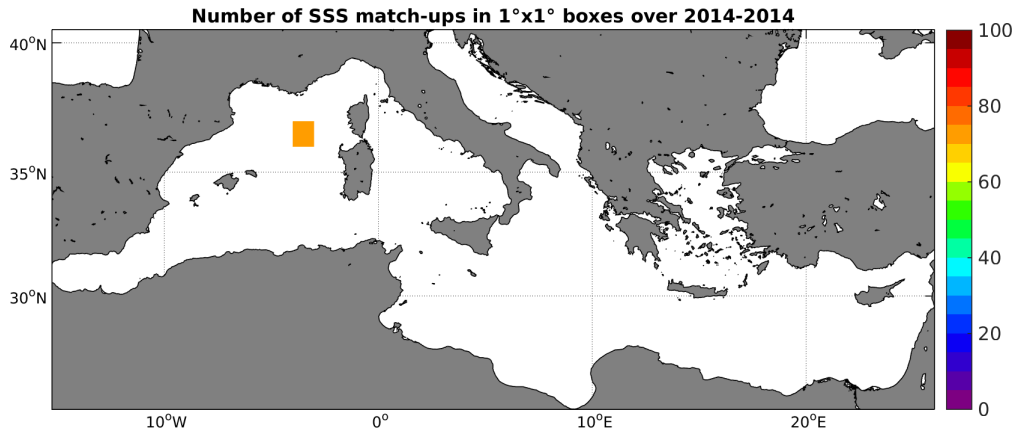 Number of SSS match-ups in 1°x1° boxes over 2014-2014
40°N
35°N
30°N
10°W
0°
10°E
20°E
100
80
60
40
20
0